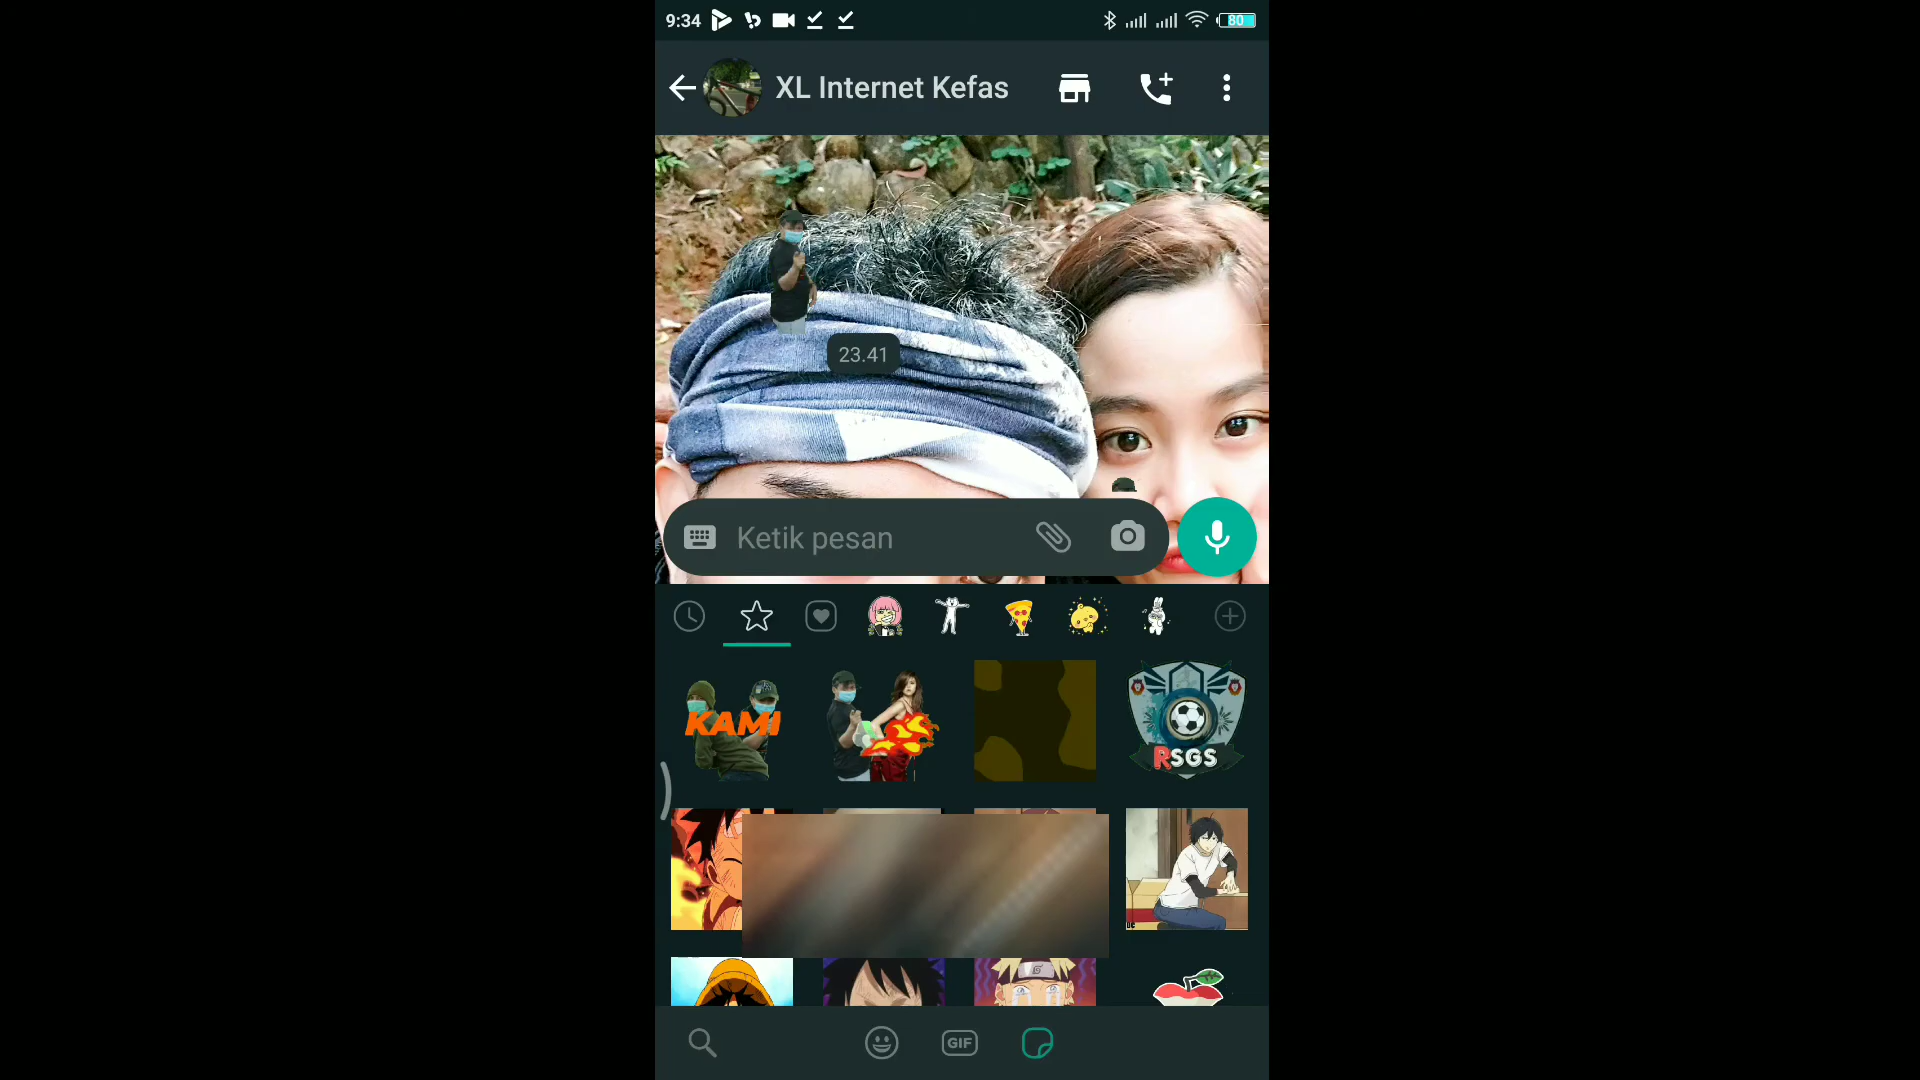 9:34
80
XL Internet Kefas
23.41
Ketik pesan
KAMI
RSGS
GIF